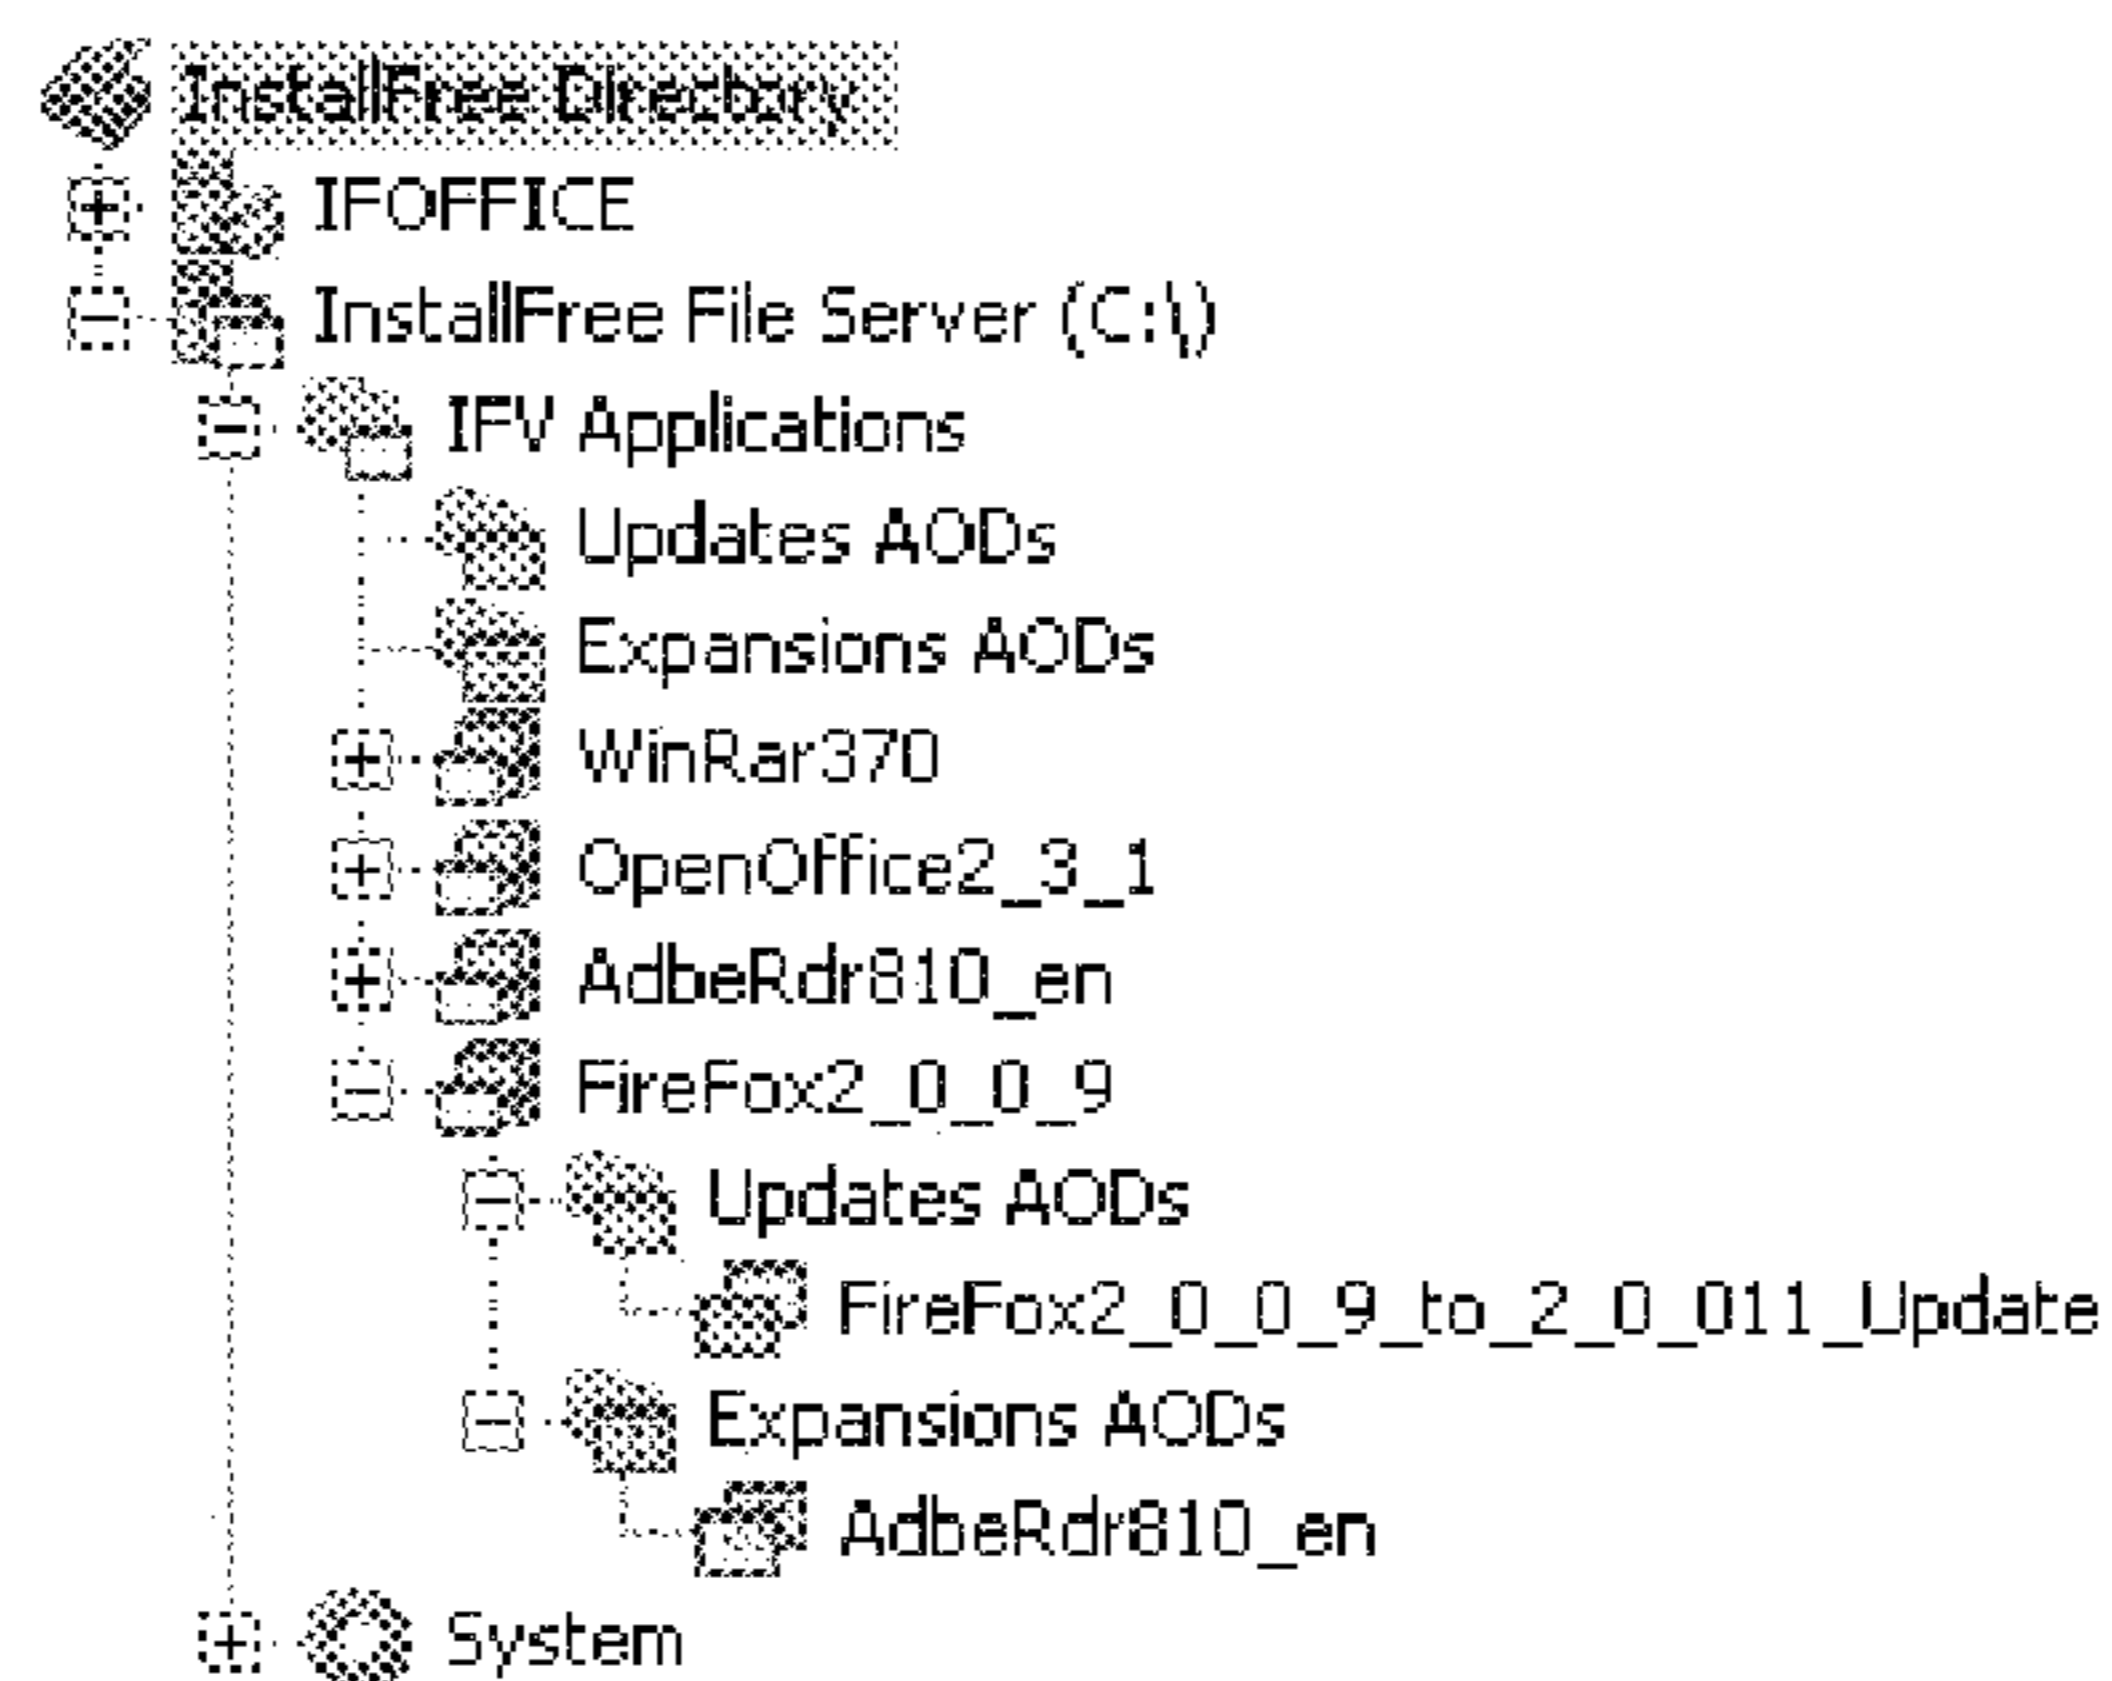 InstallFree Directory
IFOFFICE
InstallFree File Server (C:\)
IFV Applications
Updates AODs
Expansions AODs
WinRar370
OpenOffice2_3_1
AdbeRdr810_en
FireFox2_0_0_9
Updates AODs
FireFox2_0_0_9_to_2_0_011_Update
Expansions AODs
AdbeRdr810_en
System